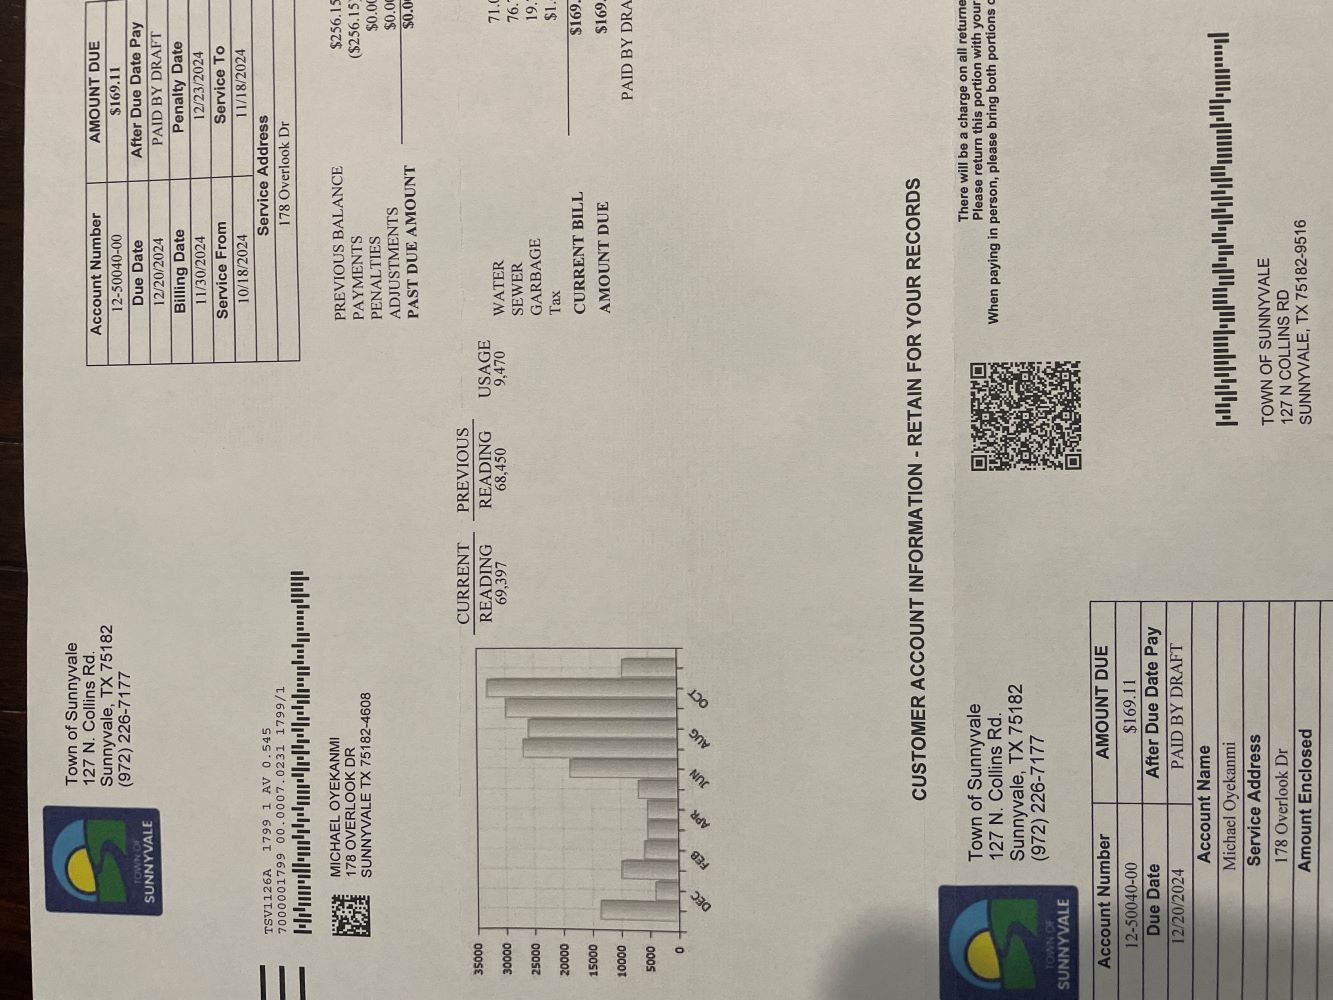 TOWN OF
SUNNYVALE
Town of Sunnyvale
127 N. Collins Rd.
Sunnyvale, TX 75182
(972) 226-7177
Account Number AMOUNT DUE
12-50040-00 $169.11
Due Date After Due Date Pay
12/20/2024 PAID BY DRAFT
Billing Date Penalty Date
11/30/2024 12/23/2024
Service From Service To
10/18/2024 11/18/2024
Service Address
178 Overlook Dr
TSV1126A 1799 1 AV 0.545
7000001799 00.0007.0231 1799/1
MICHAEL OYEKANMI
178 OVERLOOK DR
SUNNYVALE TX 75182-4608
PREVIOUS BALANCE $256.15
PAYMENTS ($256.15)
PENALTIES $0.00
ADJUSTMENTS $0.00
PAST DUE AMOUNT $0.00
35000
30000
25000
20000
15000
10000
5000
0
DEC FEB APR JUN AUG OCT
CURRENT PREVIOUS
READING READING USAGE
69,397 68,450 9,470
WATER 71.0
SEWER 76.
GARBAGE 19.
Tax $1.
CURRENT BILL $169.
AMOUNT DUE $169.
PAID BY DRA
CUSTOMER ACCOUNT INFORMATION - RETAIN FOR YOUR RECORDS
TOWN OF
SUNNYVALE
Town of Sunnyvale
127 N. Collins Rd.
Sunnyvale, TX 75182
(972) 226-7177
There will be a charge on all returne
Please return this portion with your
When paying in person, please bring both portions
Account Number AMOUNT DUE
12-50040-00 $169.11
Due Date After Due Date Pay
12/20/2024 PAID BY DRAFT
Account Name
Michael Oyekanmi
Service Address
178 Overlook Dr
Amount Enclosed
TOWN OF SUNNYVALE
127 N COLLINS RD
SUNNYVALE, TX 75182-9516